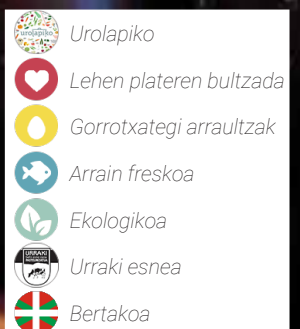 urolapiko
Urolapiko
Lehen plateren bultzada
Gorrotxategi arraultzak
Arrain freskoa
Ekologikoa
URRAKI
Urraki esnea
Bertakoa